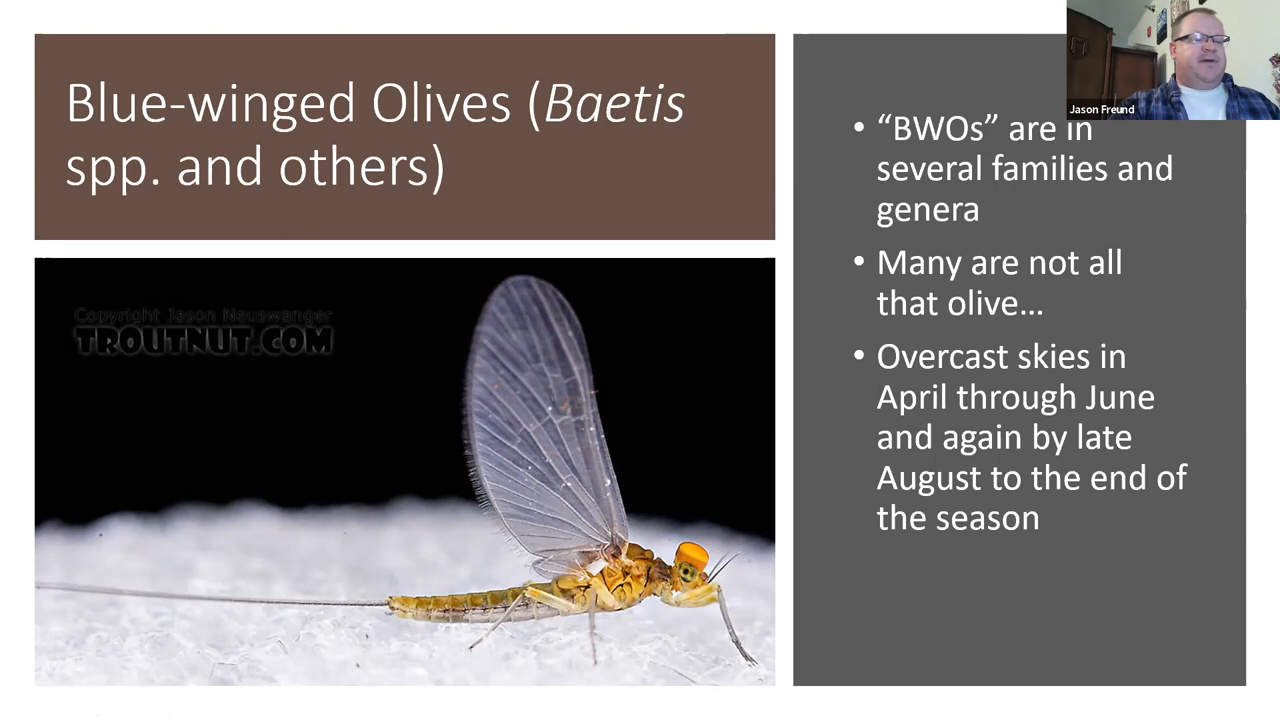 Blue-winged Olives (Baetis
spp. and others)
Jason Freund
• “BWOs” are in
several families and
genera
• Many are not all
that olive…
• Overcast skies in
April through June
and again by late
August to the end of
the season
Copyright Jason Neuswanger
TROUTNUT.COM